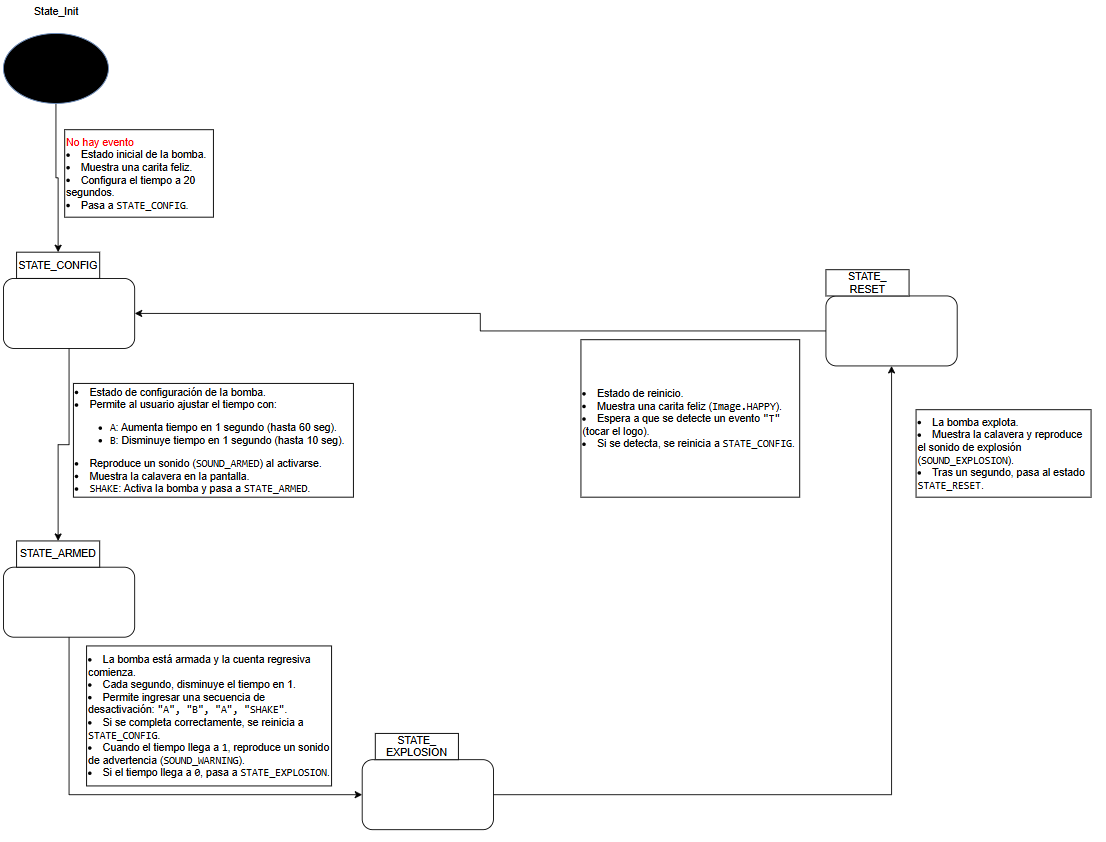 State_Init
No hay evento
• Estado inicial de la bomba.
• Muestra una carita feliz.
• Configura el tiempo a 20
segundos.
• Pasa a STATE_CONFIG.
STATE_CONFIG
• Estado de configuración de la bomba.
• Permite al usuario ajustar el tiempo con:
• A: Aumenta tiempo en 1 segundo (hasta 60 seg).
• B: Disminuye tiempo en 1 segundo (hasta 10 seg).
• Reproduce un sonido (SOUND_ARMED) al activarse.
• Muestra la calavera en la pantalla.
• SHAKE: Activa la bomba y pasa a STATE_ARMED.
STATE_
RESET
• Estado de reinicio.
• Muestra una carita feliz (Image.HAPPY).
• Espera a que se detecte un evento "T"
(tocar el logo).
• Si se detecta, se reinicia a STATE_CONFIG.
• La bomba explota.
• Muestra la calavera y reproduce
el sonido de explosión
(SOUND_EXPLOSION).
• Tras un segundo, pasa al estado
STATE_RESET.
STATE_ARMED
• La bomba está armada y la cuenta regresiva
comienza.
• Cada segundo, disminuye el tiempo en 1.
• Permite ingresar una secuencia de
desactivación: "A", "B", "A", "SHAKE".
• Si se completa correctamente, se reinicia a
STATE_CONFIG.
• Cuando el tiempo llega a 1, reproduce un sonido
de advertencia (SOUND_WARNING).
• Si el tiempo llega a 0, pasa a STATE_EXPLOSION.
STATE_
EXPLOSION